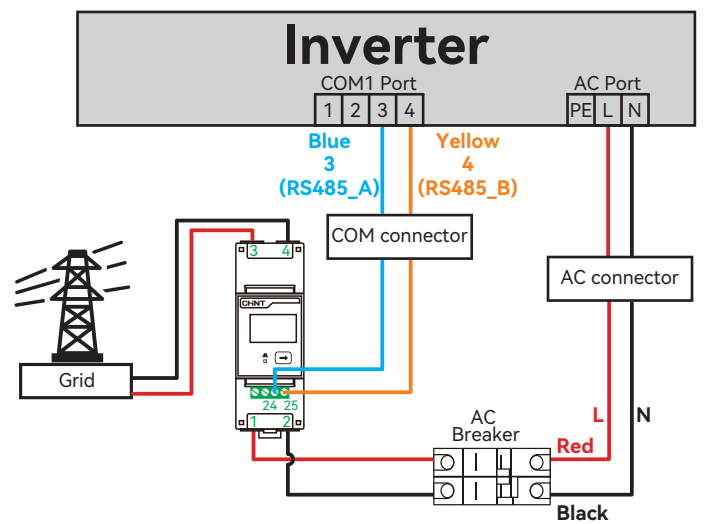 Inverter
COM1 Port
AC Port
1 2 3 4
PE L N
Blue
3
(RS485_A)
Yellow
4
(RS485_B)
COM connector
AC connector
3 4
CHNT
Grid
24 25
1 2
AC
Breaker
L N
Red
Black